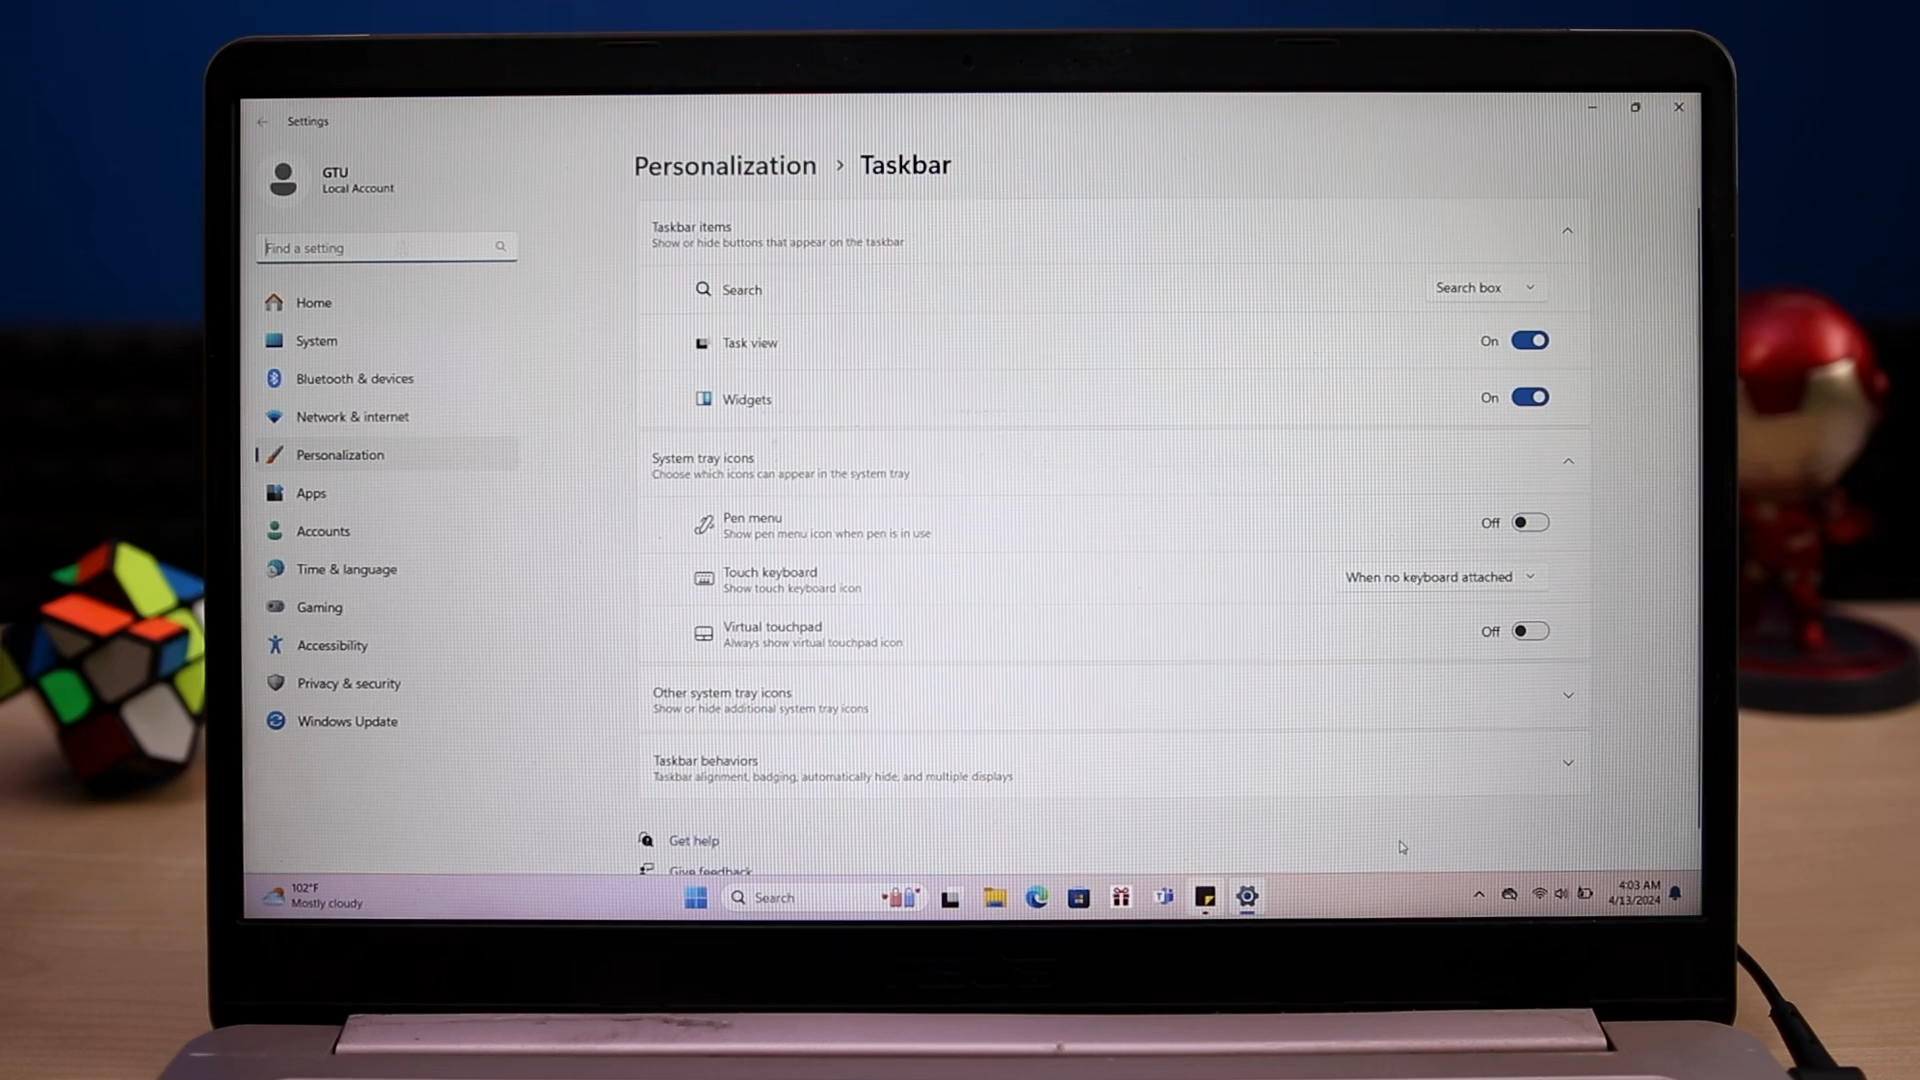 Settings
GTU
Local Account
Find a setting
Home
System
Bluetooth & devices
Network & internet
Personalization
Apps
Accounts
Time & language
Gaming
Accessibility
Privacy & security
Windows Update
Personalization > Taskbar
Taskbar items
Show or hide buttons that appear on the taskbar
Search
Search box
Task view
On
Widgets
On
System tray icons
Choose which icons can appear in the system tray
Pen menu
Show pen menu icon when pen is in use
Off
Touch keyboard
Show touch keyboard icon
When no keyboard attached
Virtual touchpad
Always show virtual touchpad icon
Off
Other system tray icons
Show or hide additional system tray icons
Taskbar behaviors
Taskbar alignment, badging, automatically hide, and multiple displays
Get help
Give feedback
102°F
Mostly cloudy
Search
4:03 AM
4/13/2024